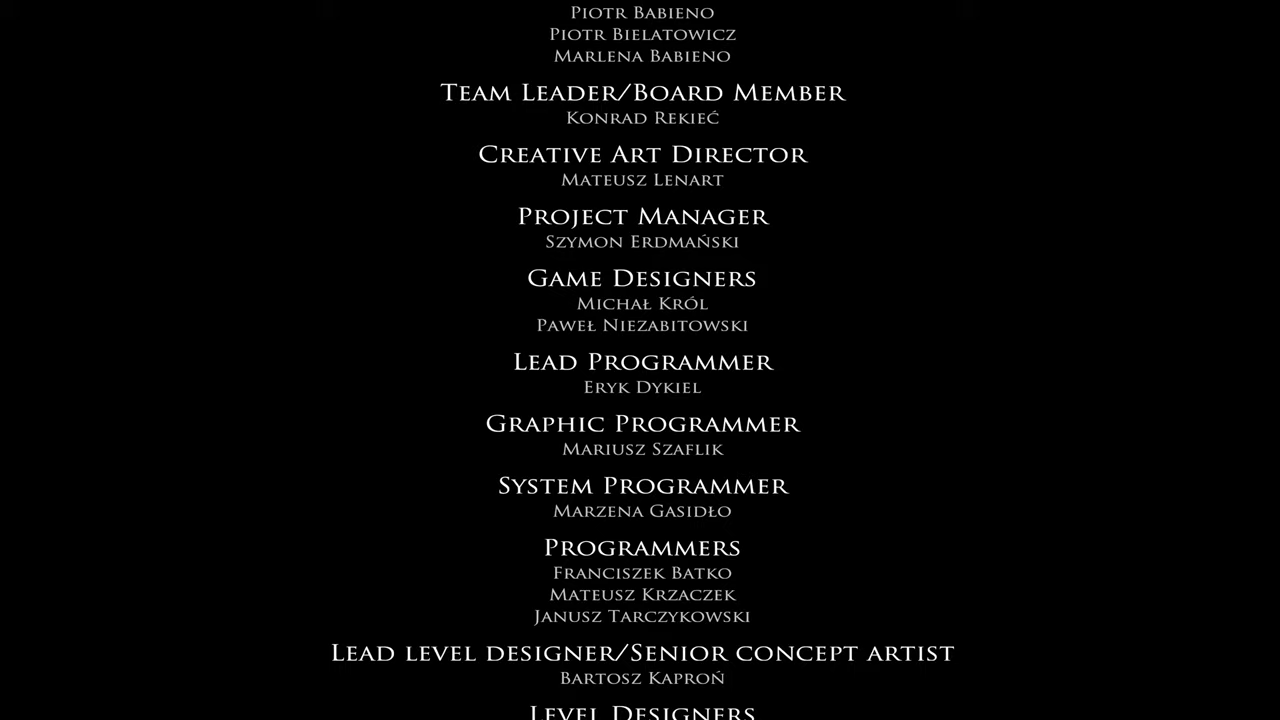 Piotr Babieno
Piotr Bielatowicz
Marlena Babieno
Team Leader/Board Member
Konrad Rekieć
Creative Art Director
Mateusz Lenart
Project Manager
Szymon Erdmański
Game Designers
Michał Król
Paweł Niezabitowski
Lead Programmer
Eryk Dykiel
Graphic Programmer
Mariusz Szaflik
System Programmer
Marzena Gasidło
Programmers
Franciszek Batko
Mateusz Krzaczek
Janusz Tarczykowski
Lead level designer/Senior concept artist
Bartosz Kaproń
Level Designers